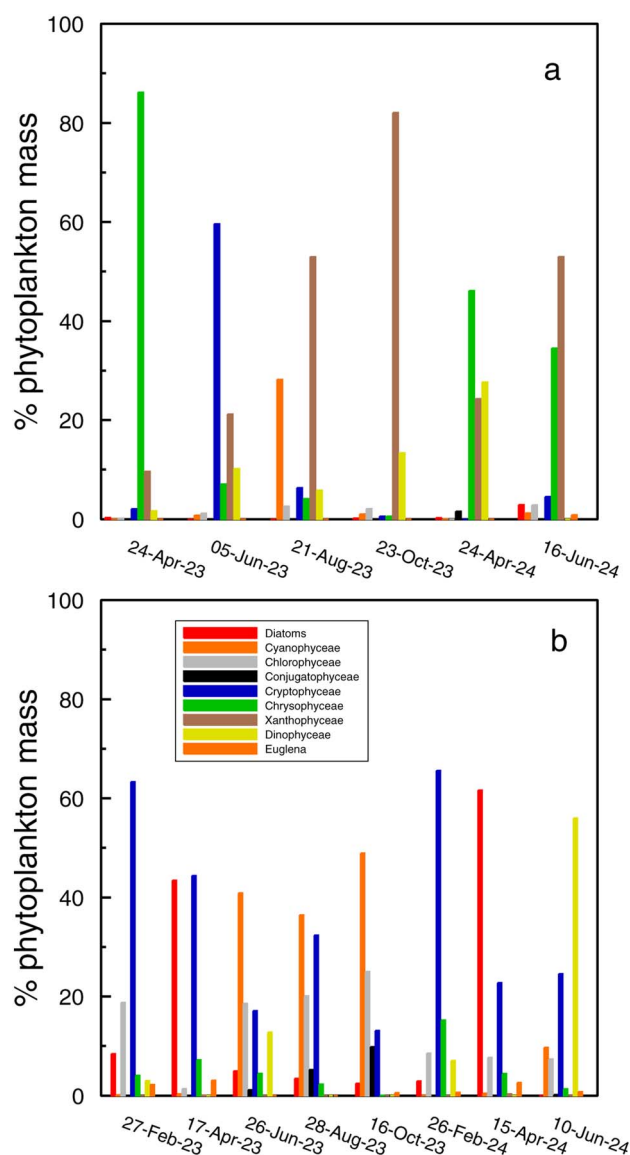 100
a
80
60
40
20
0
% phytoplankton mass
24-Apr-23
05-Jun-23
21-Aug-23
23-Oct-23
24-Apr-24
16-Jun-24
100
b
80
60
40
20
0
% phytoplankton mass
Diatoms
Cyanophyceae
Chlorophyceae
Conjugatophyceae
Cryptophyceae
Chrysophyceae
Xanthophyceae
Dinophyceae
Euglena
27-Feb-23
17-Apr-23
26-Jun-23
28-Aug-23
16-Oct-23
26-Feb-24
15-Apr-24
10-Jun-24